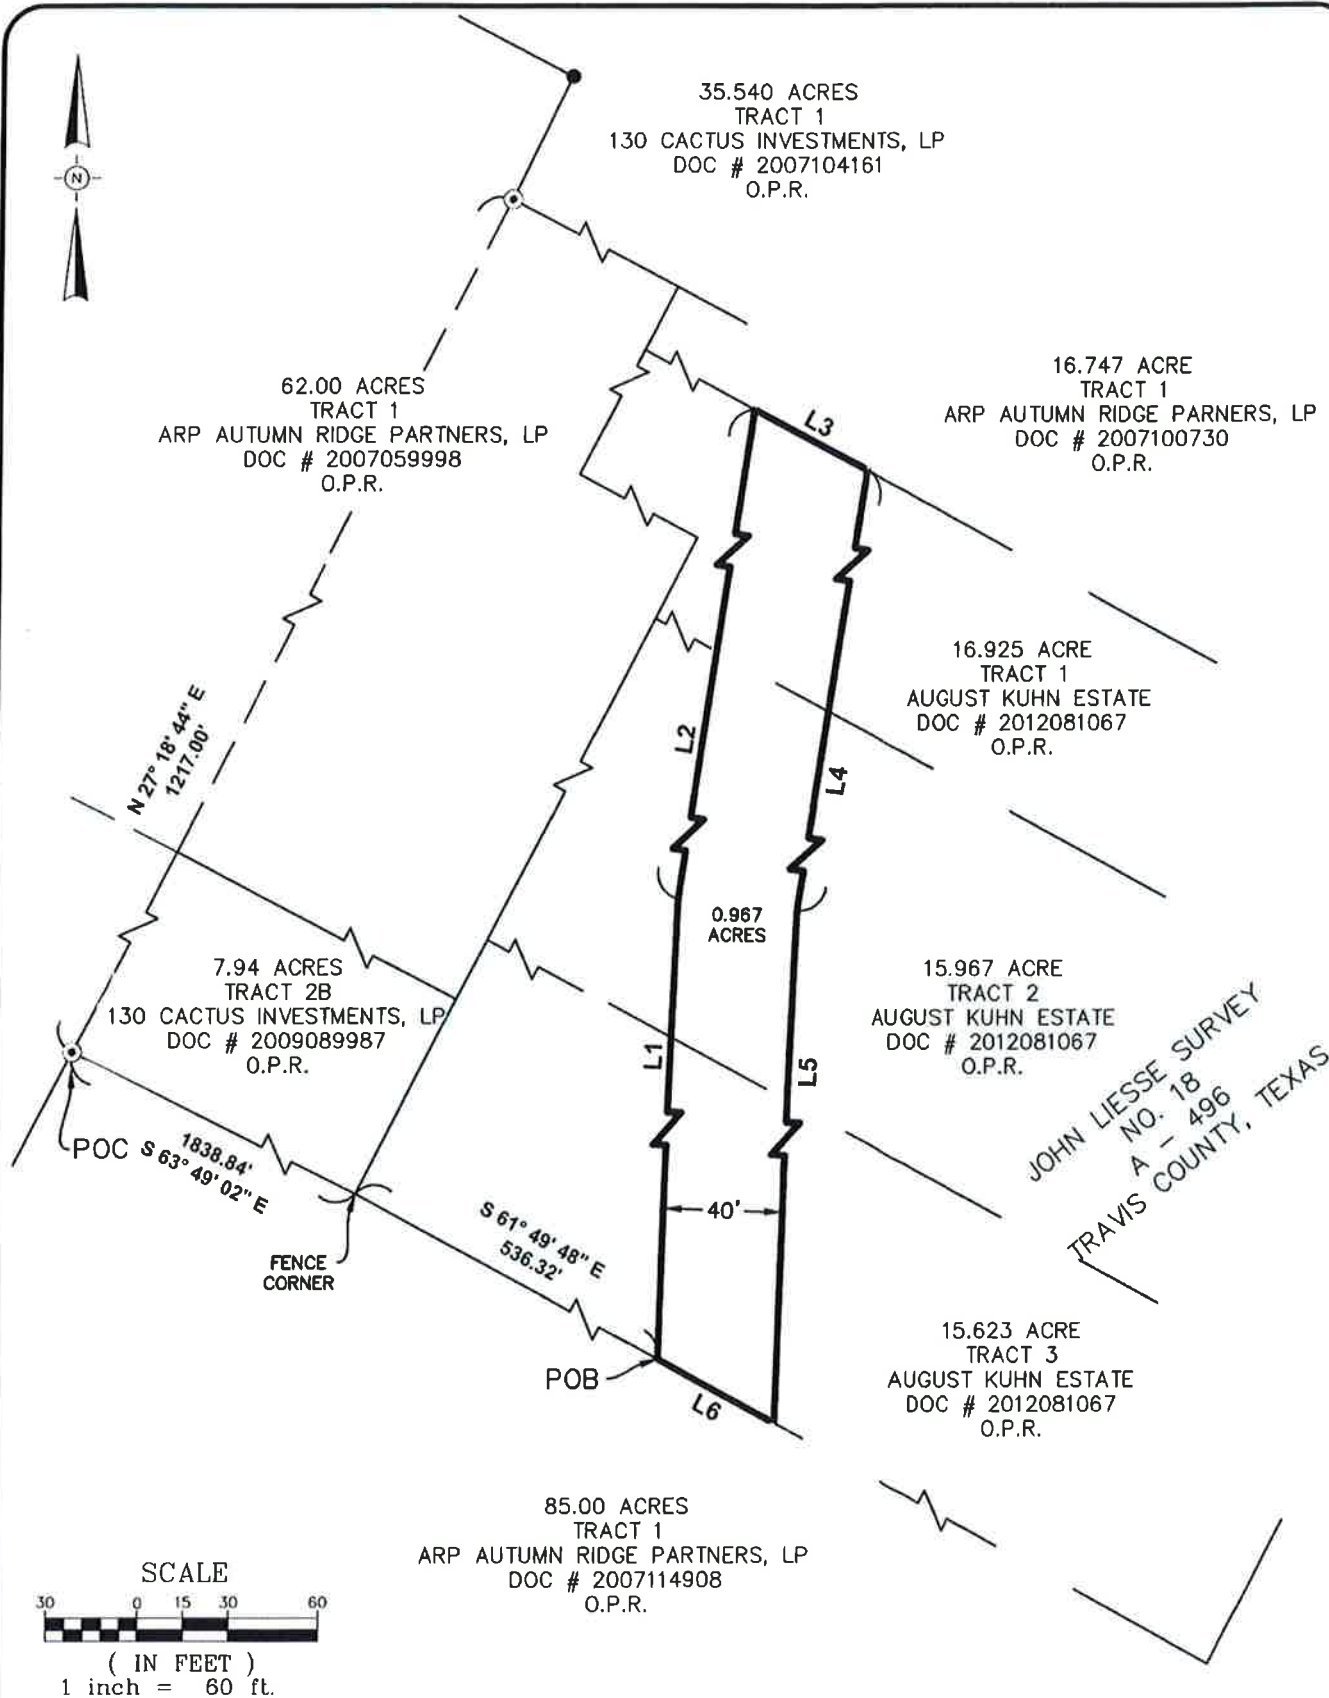 35.540 ACRES
TRACT 1
130 CACTUS INVESTMENTS, LP
DOC # 2007104161
O.P.R.
N
62.00 ACRES
TRACT 1
ARP AUTUMN RIDGE PARTNERS, LP
DOC # 2007059998
O.P.R.
16.747 ACRE
TRACT 1
ARP AUTUMN RIDGE PARNERS, LP
DOC # 2007100730
O.P.R.
L3
16.925 ACRE
TRACT 1
AUGUST KUHN ESTATE
DOC # 2012081067
O.P.R.
N 27° 18' 44" E
1217.00'
L2
L4
0.967
ACRES
7.94 ACRES
TRACT 2B
130 CACTUS INVESTMENTS, LP
DOC # 2009089987
O.P.R.
15.967 ACRE
TRACT 2
AUGUST KUHN ESTATE
DOC # 2012081067
O.P.R.
L1
L5
JOHN LIESSE SURVEY
NO. 18
A - 496
TRAVIS COUNTY, TEXAS
POC
1838.84'
S 63° 49' 02" E
40'
S 61° 49' 48" E
536.32'
FENCE
CORNER
15.623 ACRE
TRACT 3
AUGUST KUHN ESTATE
DOC # 2012081067
O.P.R.
POB
L6
85.00 ACRES
TRACT 1
ARP AUTUMN RIDGE PARTNERS, LP
DOC # 2007114908
O.P.R.
SCALE
30 0 15 30 60
( IN FEET )
1 inch = 60 ft.